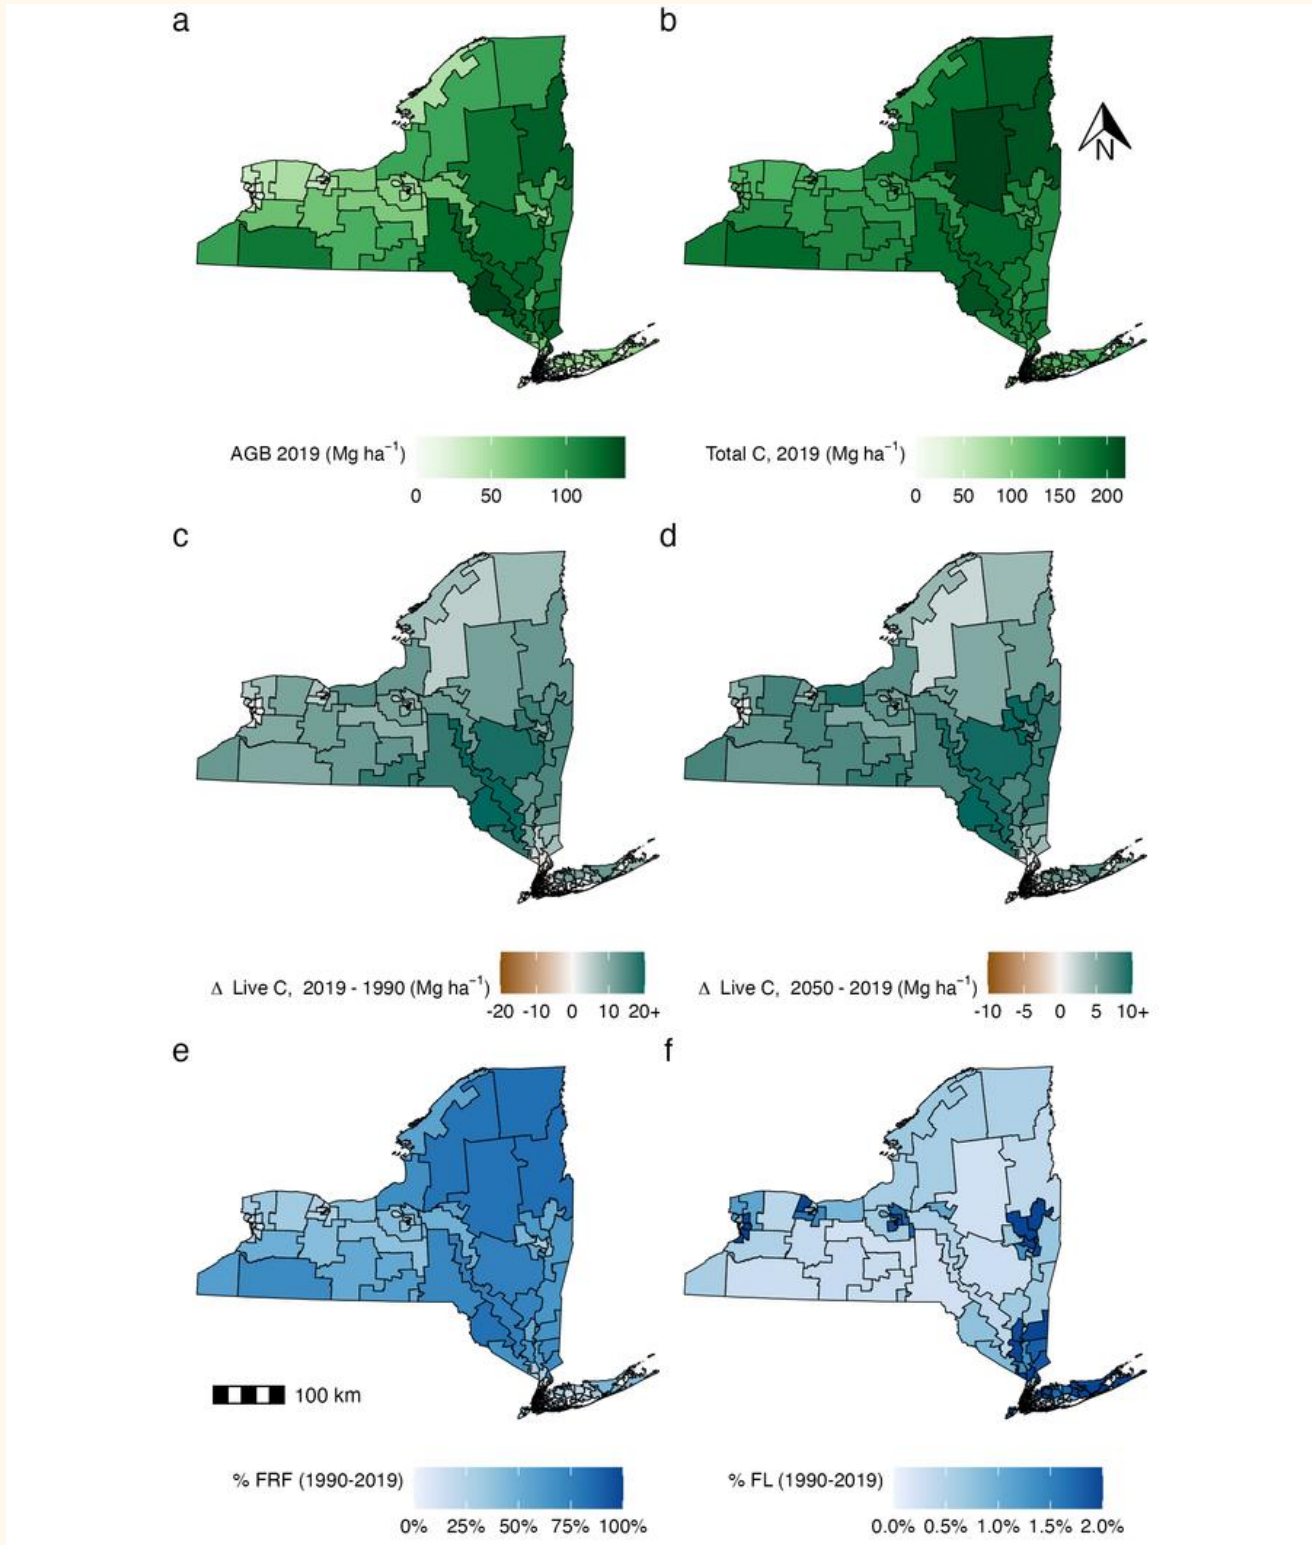 a
b
N
AGB 2019 (Mg ha⁻¹)
0 50 100
Total C, 2019 (Mg ha⁻¹)
0 50 100 150 200
c
d
Δ Live C, 2019 - 1990 (Mg ha⁻¹)
-20 -10 0 10 20+
Δ Live C, 2050 - 2019 (Mg ha⁻¹)
-10 -5 0 5 10+
e
f
100 km
% FRF (1990-2019)
0% 25% 50% 75% 100%
% FL (1990-2019)
0.0% 0.5% 1.0% 1.5% 2.0%